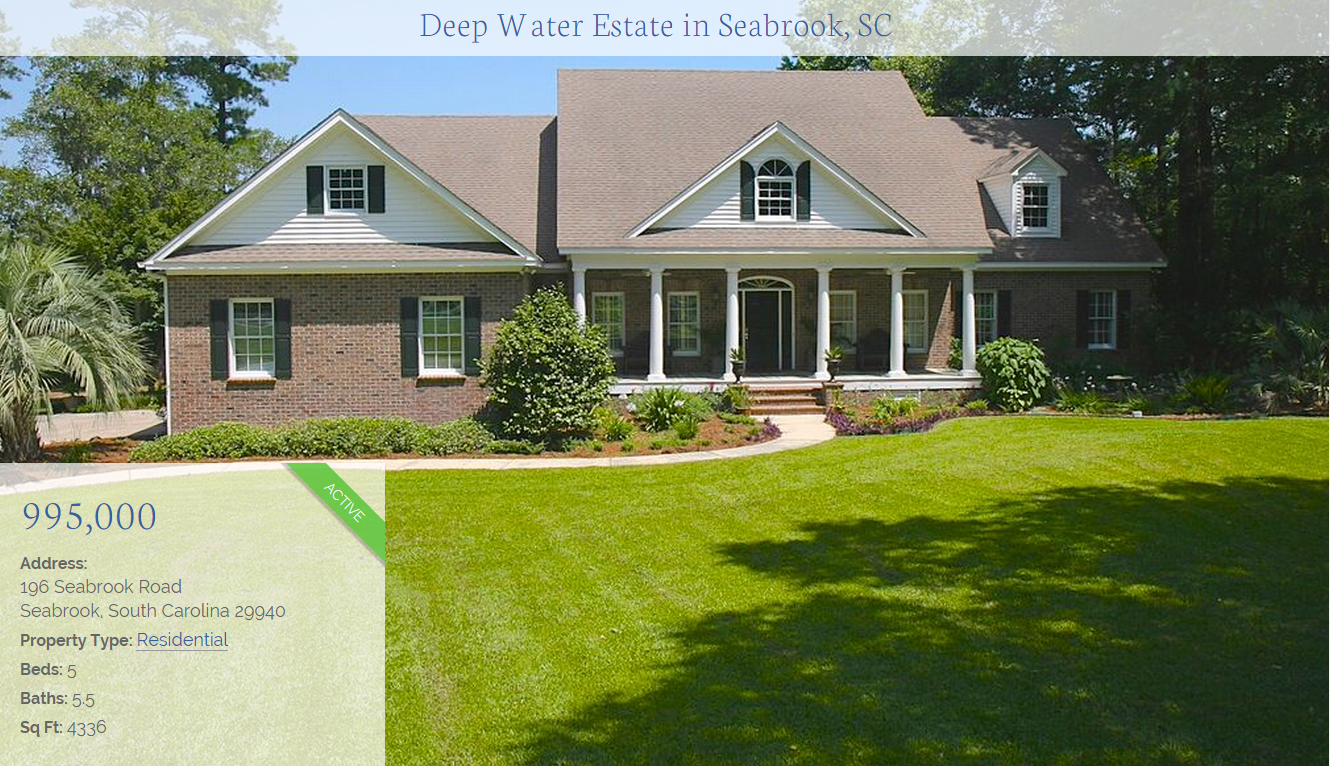 Deep Water Estate in Seabrook, SC
995,000
ACTIVE
Address:
196 Seabrook Road
Seabrook, South Carolina 29940
Property Type: Residential
Beds: 5
Baths: 5.5
Sq Ft: 4336